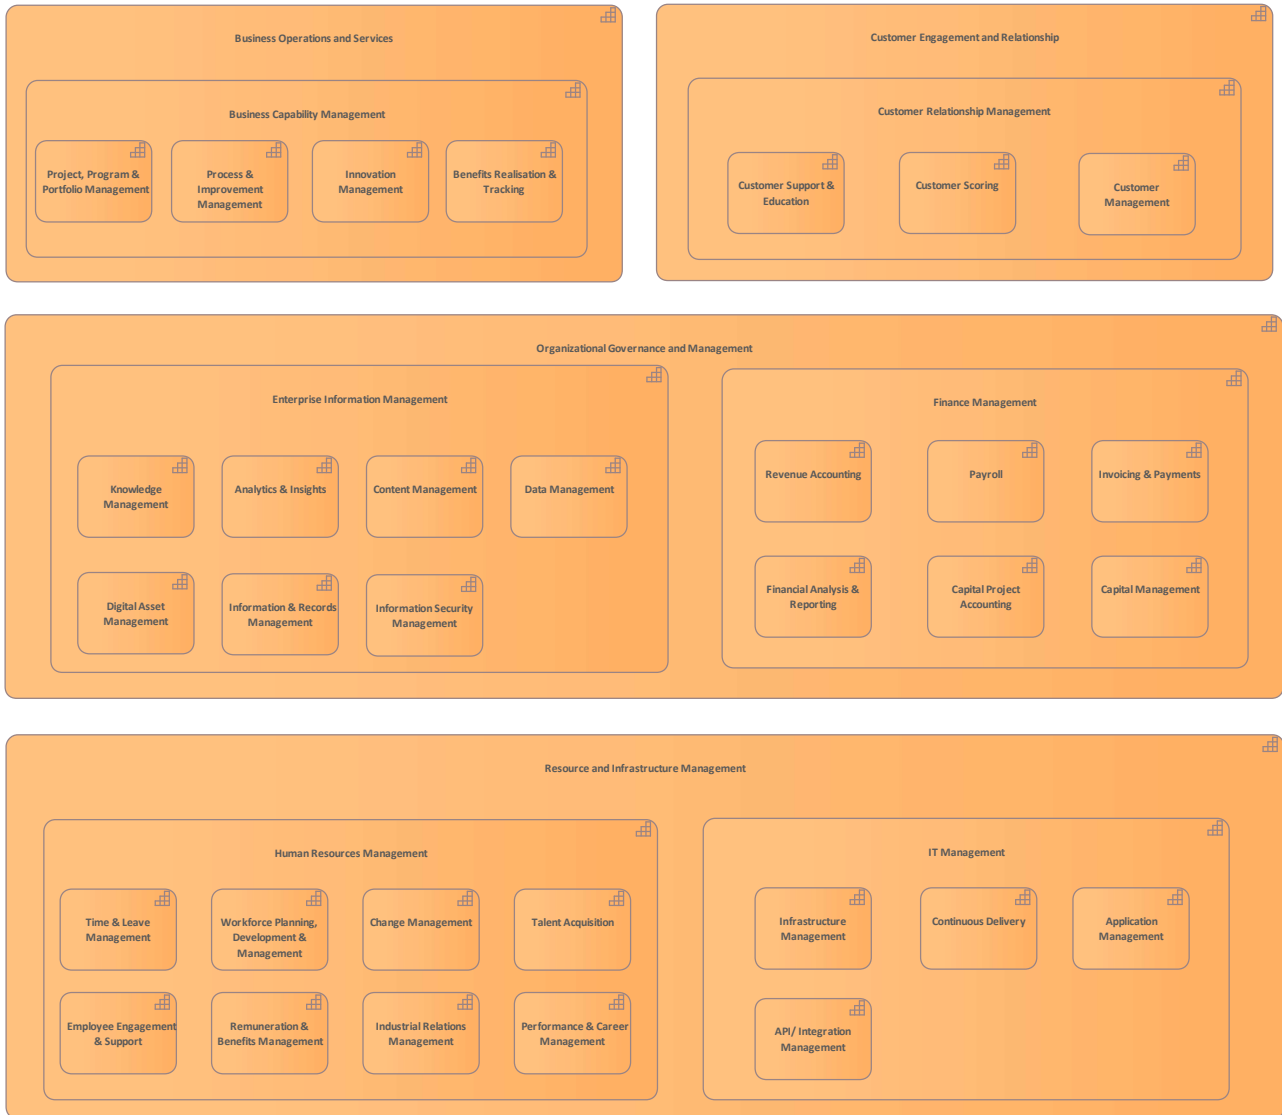 Business Operations and Services
Business Capability Management
Project, Program &
Portfolio Management
Process &
Improvement
Management
Innovation
Management
Benefits Realisation &
Tracking
Customer Engagement and Relationship
Customer Relationship Management
Customer Support &
Education
Customer Scoring
Customer
Management
Organizational Governance and Management
Enterprise Information Management
Knowledge
Management
Analytics & Insights
Content Management
Data Management
Digital Asset
Management
Information & Records
Management
Information Security
Management
Finance Management
Revenue Accounting
Payroll
Invoicing & Payments
Financial Analysis &
Reporting
Capital Project
Accounting
Capital Management
Resource and Infrastructure Management
Human Resources Management
Time & Leave
Management
Workforce Planning,
Development &
Management
Change Management
Talent Acquisition
Employee Engagement
& Support
Remuneration &
Benefits Management
Industrial Relations
Management
Performance & Career
Management
IT Management
Infrastructure
Management
Continuous Delivery
Application
Management
API/ Integration
Management